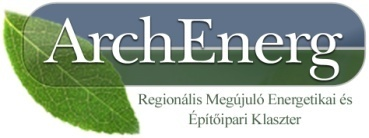 ArchEnerg
Regionális Megújuló Energetikai és
Építőipari Klaszter